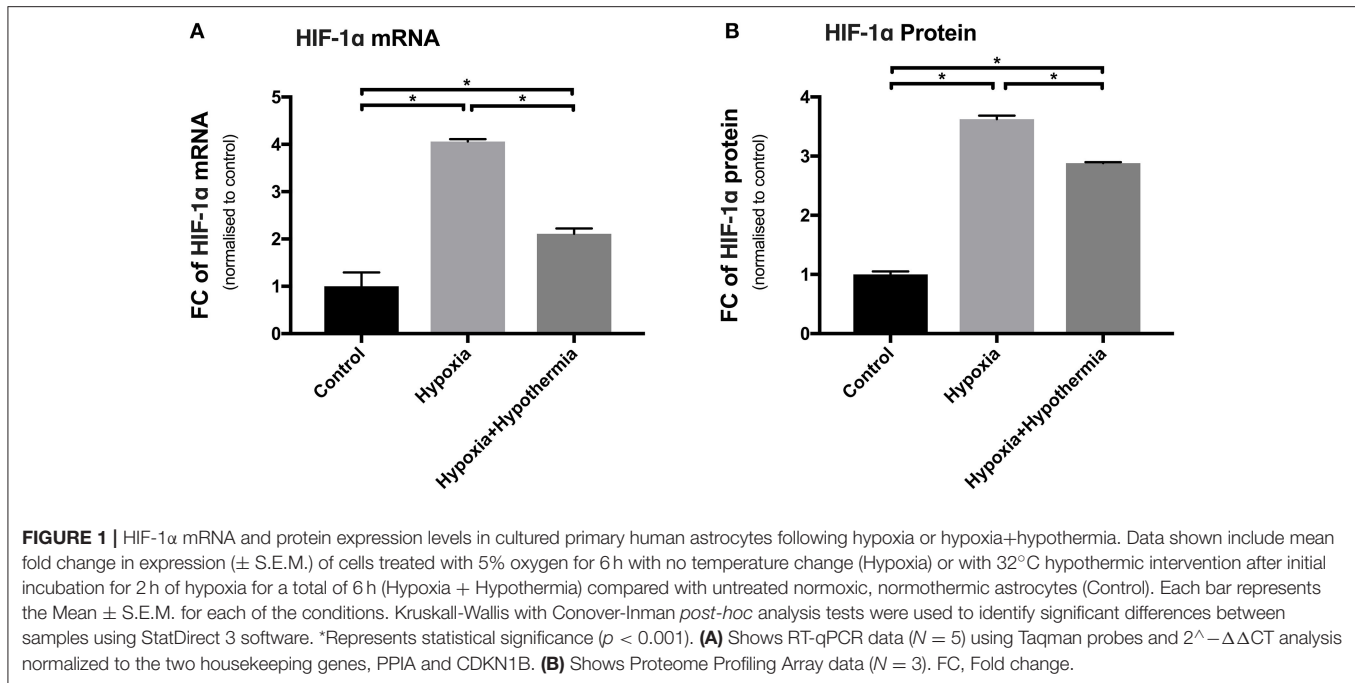 A
HIF-1α mRNA
*
*
*
FC of HIF-1α mRNA
(normalised to control)
5
4
3
2
1
0
Control
Hypoxia
Hypoxia+Hypothermia
B
HIF-1α Protein
*
*
*
FC of HIF-1α protein
(normalised to control)
4
3
2
1
0
Control
Hypoxia
Hypoxia+Hypothermia
FIGURE 1 | HIF-1α mRNA and protein expression levels in cultured primary human astrocytes following hypoxia or hypoxia+hypothermia. Data shown include mean
fold change in expression (± S.E.M.) of cells treated with 5% oxygen for 6 h with no temperature change (Hypoxia) or with 32°C hypothermic intervention after initial
incubation for 2 h of hypoxia for a total of 6 h (Hypoxia + Hypothermia) compared with untreated normoxic, normothermic astrocytes (Control). Each bar represents
the Mean ± S.E.M. for each of the conditions. Kruskall-Wallis with Conover-Inman post-hoc analysis tests were used to identify significant differences between
samples using StatDirect 3 software. *Represents statistical significance (p < 0.001). (A) Shows RT-qPCR data (N = 5) using Taqman probes and 2^−ΔΔCT analysis
normalized to the two housekeeping genes, PPIA and CDKN1B. (B) Shows Proteome Profiling Array data (N = 3). FC, Fold change.